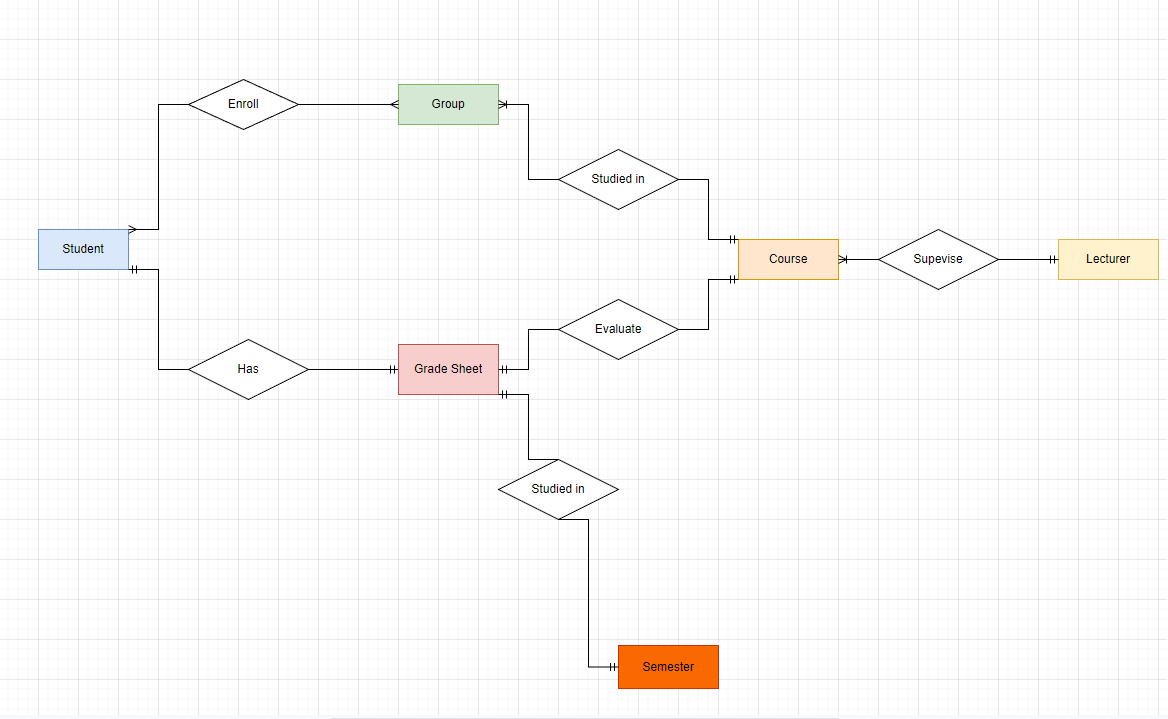 Enroll
Group
Studied in
Student
Course
Supevise
Lecturer
Evaluate
Has
Grade Sheet
Studied in
Semester